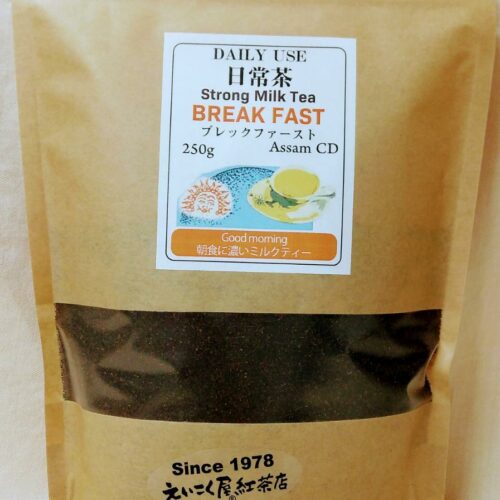 DAILY USE
日常茶
Strong Milk Tea
BREAK FAST
ブレックファースト
250g Assam CD
Good morning
朝食に濃いミルクティー
Since 1978
えいこく屋紅茶店